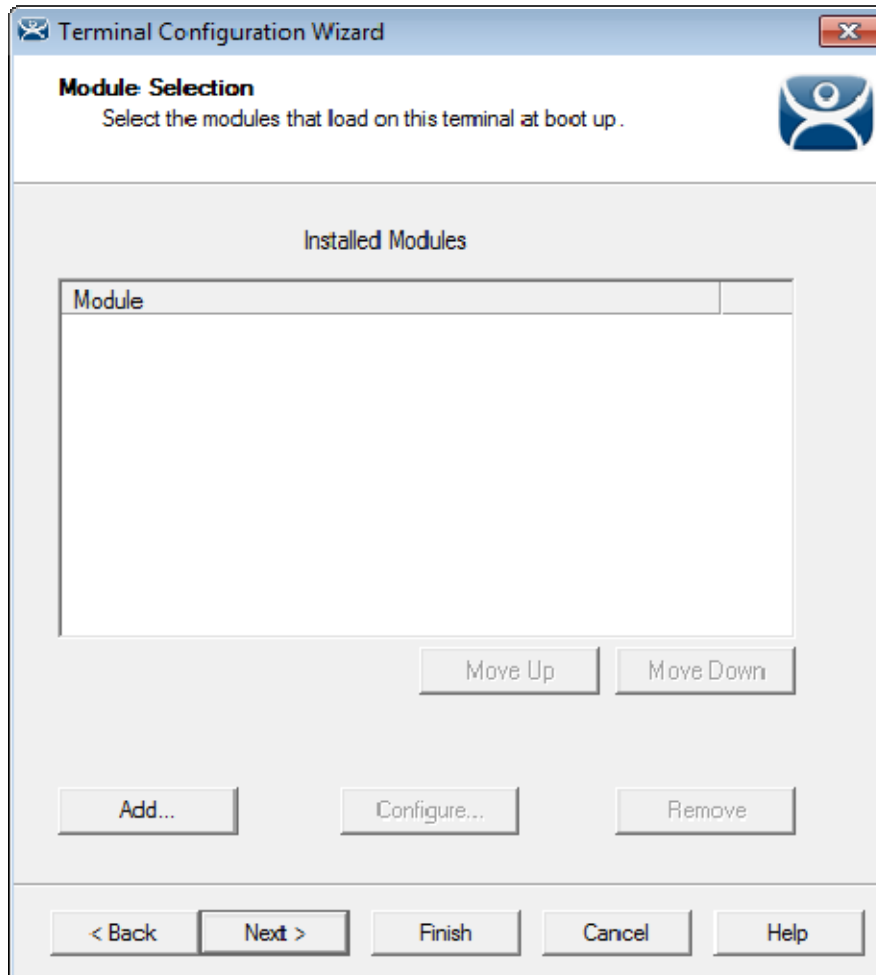 Terminal Configuration Wizard
Module Selection
Select the modules that load on this terminal at boot up.
Installed Modules
Module
Move Up Move Down
Add... Configure... Remove
< Back Next > Finish Cancel Help